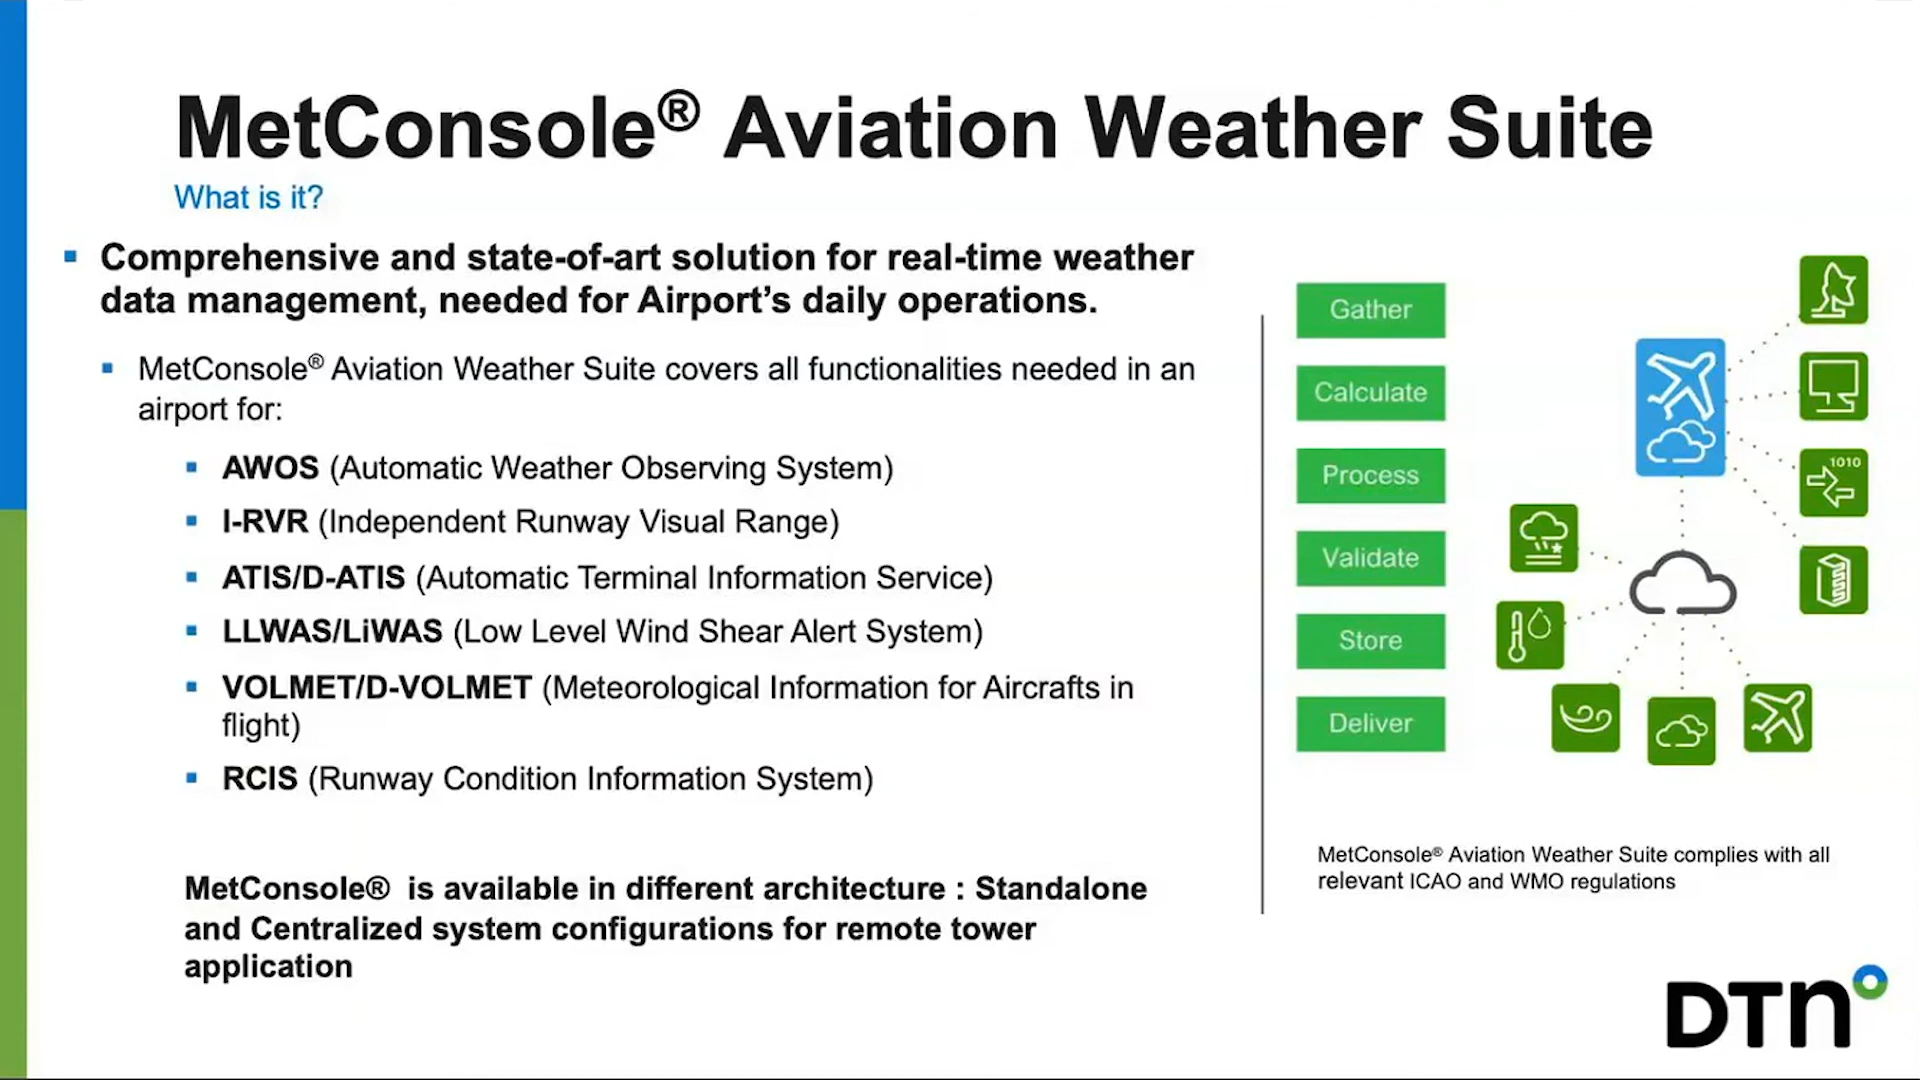 MetConsole® Aviation Weather Suite
What is it?
Comprehensive and state-of-art solution for real-time weather
data management, needed for Airport’s daily operations.
MetConsole® Aviation Weather Suite covers all functionalities needed in an
airport for:
AWOS (Automatic Weather Observing System)
I-RVR (Independent Runway Visual Range)
ATIS/D-ATIS (Automatic Terminal Information Service)
LLWAS/LiWAS (Low Level Wind Shear Alert System)
VOLMET/D-VOLMET (Meteorological Information for Aircrafts in
flight)
RCIS (Runway Condition Information System)
MetConsole® is available in different architecture : Standalone
and Centralized system configurations for remote tower
application
Gather
Calculate
Process
Validate
Store
Deliver
1010
MetConsole® Aviation Weather Suite complies with all
relevant ICAO and WMO regulations
DTN